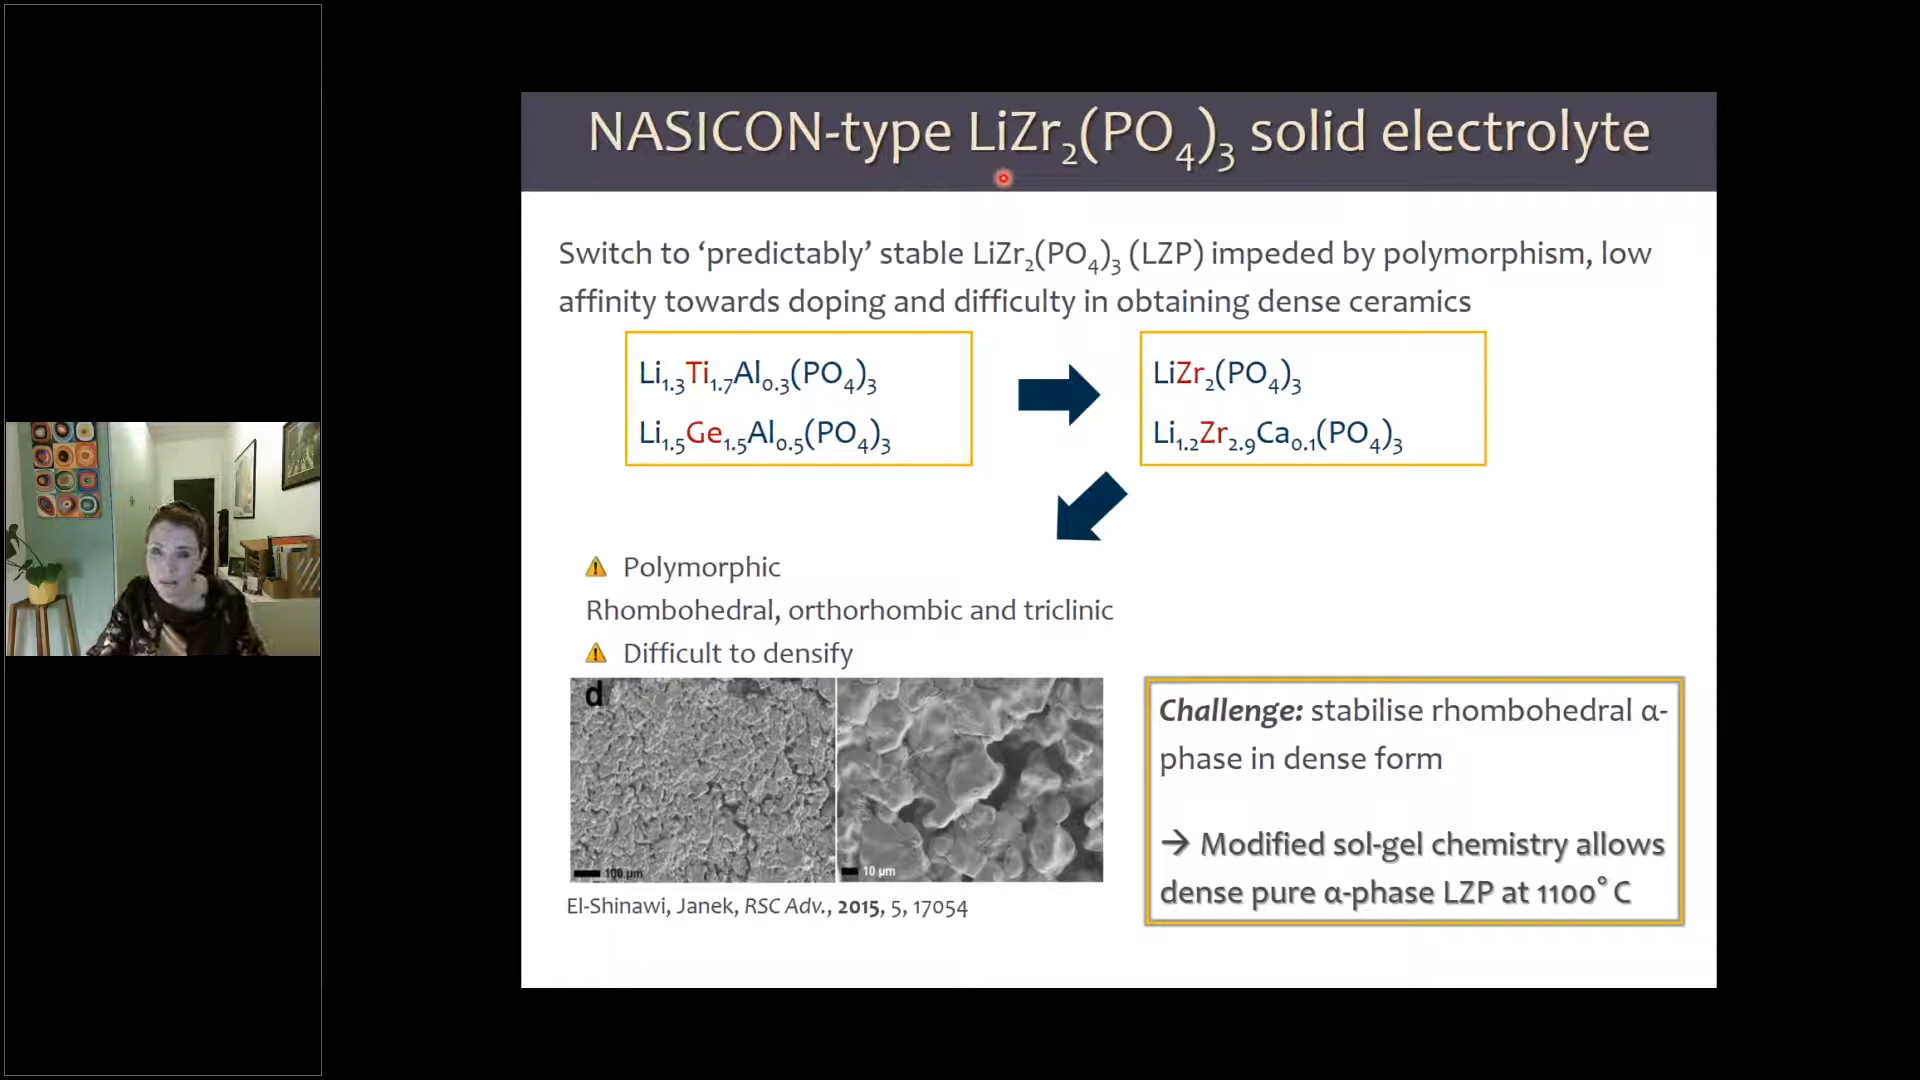 NASICON-type LiZr₂(PO₄)₃ solid electrolyte
Switch to ‘predictably’ stable LiZr₂(PO₄)₃ (LZP) impeded by polymorphism, low
affinity towards doping and difficulty in obtaining dense ceramics
Li₁.₃Ti₁.₇Al₀.₃(PO₄)₃
Li₁.₅Ge₁.₅Al₀.₅(PO₄)₃
LiZr₂(PO₄)₃
Li₁.₂Zr₂.₉Ca₀.₁(PO₄)₃
Polymorphic
Rhombohedral, orthorhombic and triclinic
Difficult to densify
d
100 µm
10 µm
El-Shinawi, Janek, RSC Adv., 2015, 5, 17054
Challenge: stabilise rhombohedral α-
phase in dense form
→ Modified sol-gel chemistry allows
dense pure α-phase LZP at 1100°C